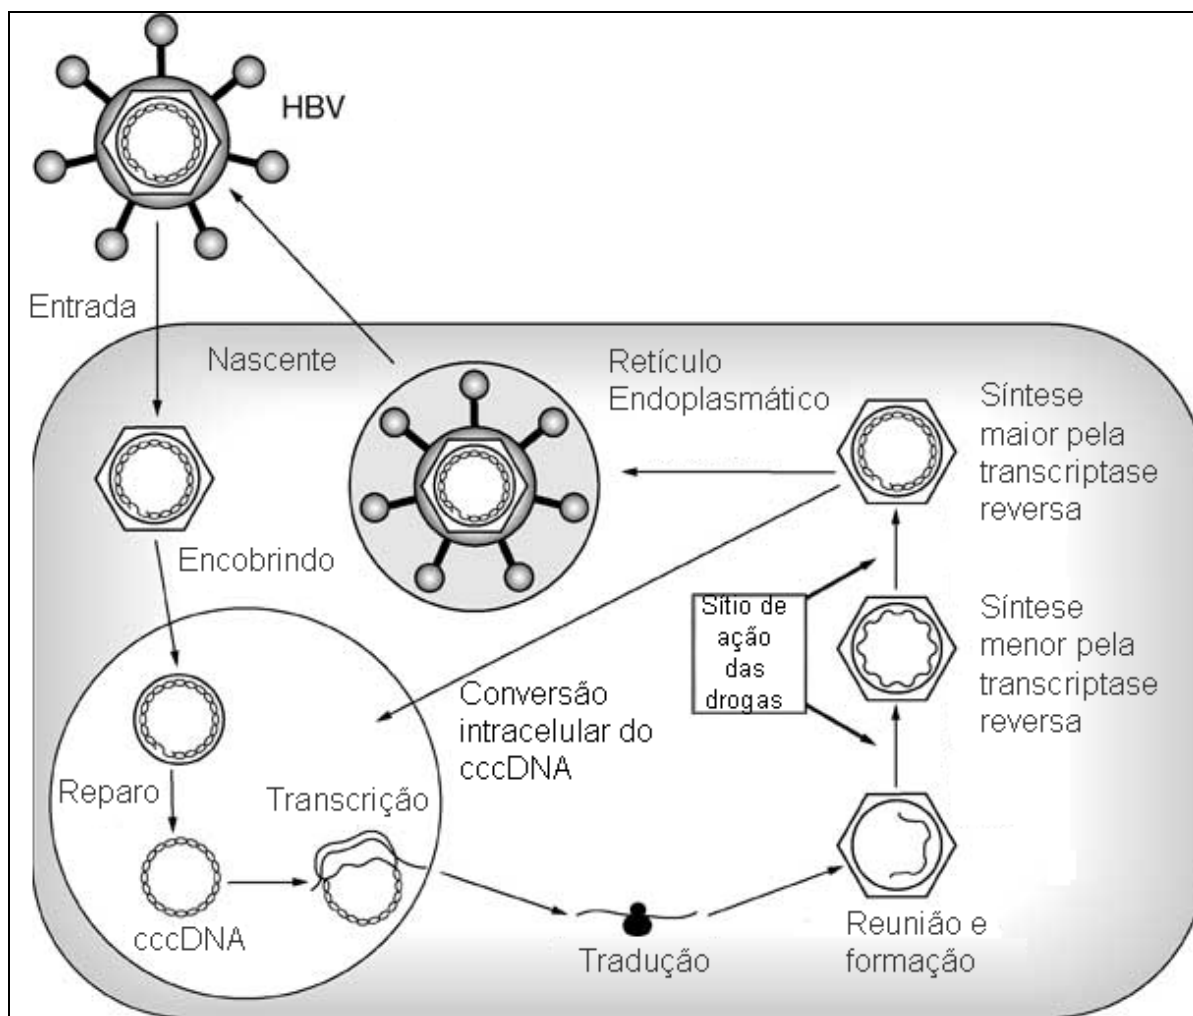 HBV
Entrada
Nascente
Retículo
Endoplasmático
Síntese
maior pela
transcriptase
reversa
Encobrindo
Sítio de
ação
das
drogas
Síntese
menor pela
transcriptase
reversa
Conversão
intracelular do
cccDNA
Reparo
Transcrição
cccDNA
Tradução
Reunião e
formação